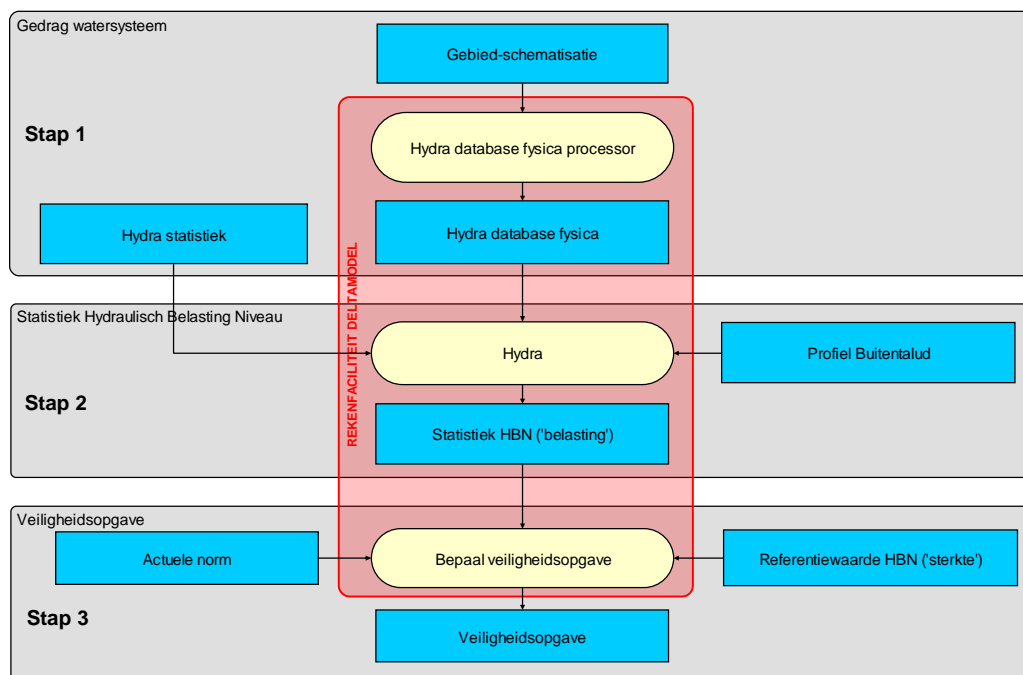 Gedrag watersysteem
Gebied-schematisatie
Stap 1
Hydra database fysica processor
Hydra statistiek
Hydra database fysica
REKENFACILITEIT DELTAMODEL
Statistiek Hydraulisch Belasting Niveau
Hydra
Profiel Buitentalud
Stap 2
Statistiek HBN ('belasting')
Veiligheidsopgave
Actuele norm
Bepaal veiligheidsopgave
Referentiewaarde HBN ('sterkte')
Stap 3
Veiligheidsopgave